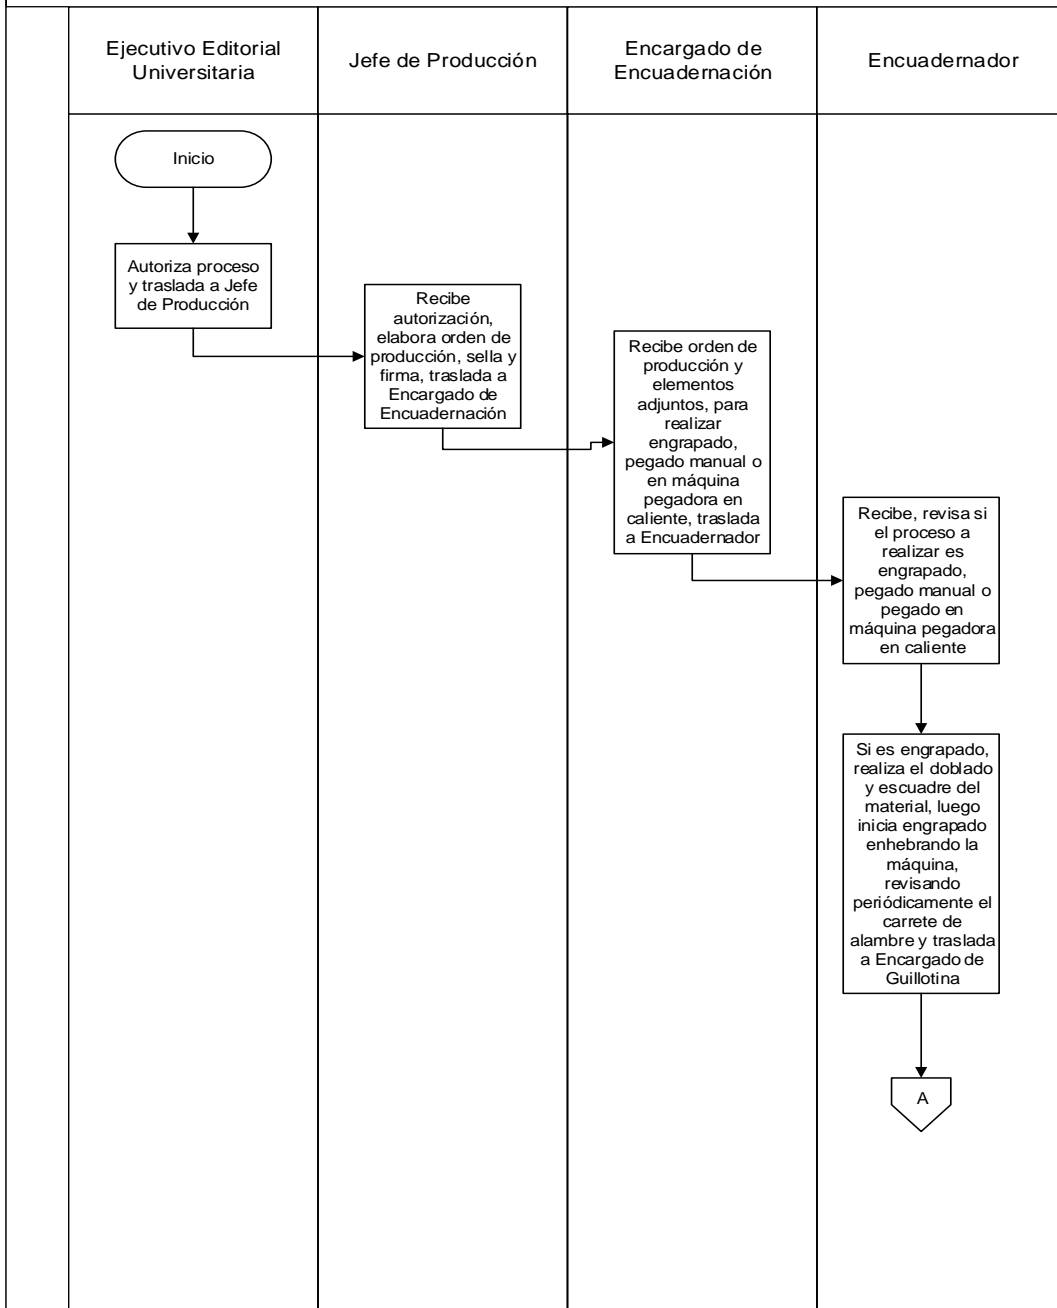 Ejecutivo Editorial
Universitaria
Jefe de Producción
Encargado de
Encuadernación
Encuadernador
Inicio
Autoriza proceso
y traslada a Jefe
de Producción
Recibe
autorización,
elabora orden de
producción, sella y
firma, traslada a
Encargado de
Encuadernación
Recibe orden de
producción y
elementos
adjuntos, para
realizar
engrapado,
pegado manual o
en máquina
pegadora en
caliente, traslada
a Encuadernador
Recibe, revisa si
el proceso a
realizar es
engrapado,
pegado manual o
pegado en
máquina pegadora
en caliente
Si es engrapado,
realiza el doblado
y escuadre del
material, luego
inicia engrapado
enhebrando la
máquina,
revisando
periódicamente el
carrete de
alambre y traslada
a Encargado de
Guillotina
A